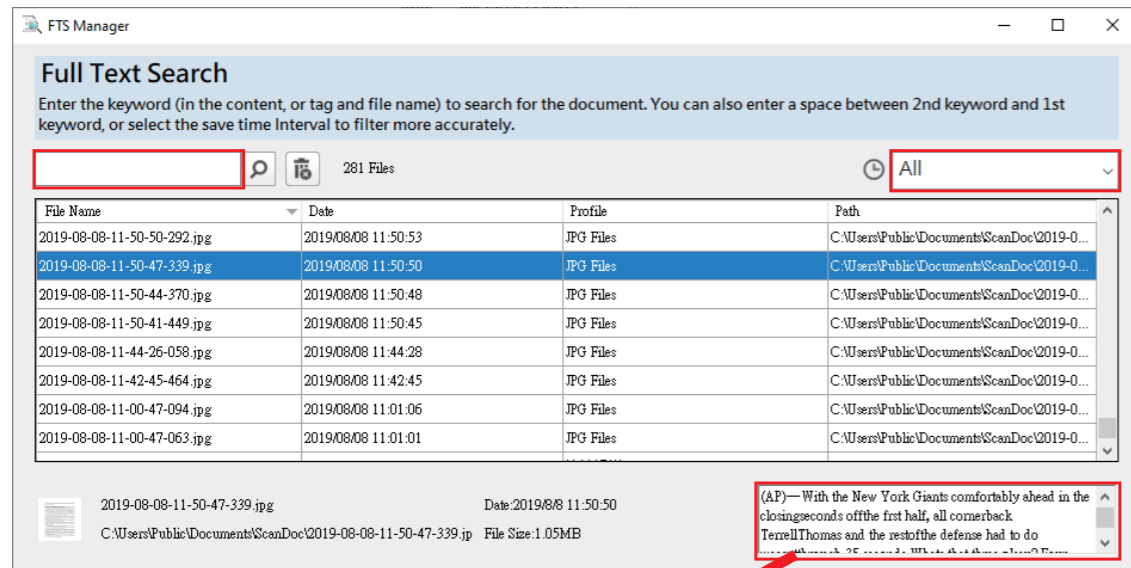 FTS Manager
Full Text Search
Enter the keyword (in the content, or tag and file name) to search for the document. You can also enter a space between 2nd keyword and 1st
keyword, or select the save time Interval to filter more accurately.
281 Files All
File Name Date Profile Path
2019-08-08-11-50-50-292.jpg 2019/08/08 11:50:53 JPG Files C:\Users\Public\Documents\ScanDoc\2019-0...
2019-08-08-11-50-47-339.jpg 2019/08/08 11:50:50 JPG Files C:\Users\Public\Documents\ScanDoc\2019-0...
2019-08-08-11-50-44-370.jpg 2019/08/08 11:50:48 JPG Files C:\Users\Public\Documents\ScanDoc\2019-0...
2019-08-08-11-50-41-449.jpg 2019/08/08 11:50:45 JPG Files C:\Users\Public\Documents\ScanDoc\2019-0...
2019-08-08-11-44-26-058.jpg 2019/08/08 11:44:28 JPG Files C:\Users\Public\Documents\ScanDoc\2019-0...
2019-08-08-11-42-45-464.jpg 2019/08/08 11:42:45 JPG Files C:\Users\Public\Documents\ScanDoc\2019-0...
2019-08-08-11-00-47-094.jpg 2019/08/08 11:01:06 JPG Files C:\Users\Public\Documents\ScanDoc\2019-0...
2019-08-08-11-00-47-063.jpg 2019/08/08 11:01:01 JPG Files C:\Users\Public\Documents\ScanDoc\2019-0...
2019-08-08-11-50-47-339.jpg Date:2019/8/8 11:50:50
C:\Users\Public\Documents\ScanDoc\2019-08-08-11-50-47-339.jp File Size:1.05MB
(AP)—With the New York Giants comfortably ahead in the
closingseconds offthe frst half, all comerback
TerrellThomas and the restofthe defense had to do